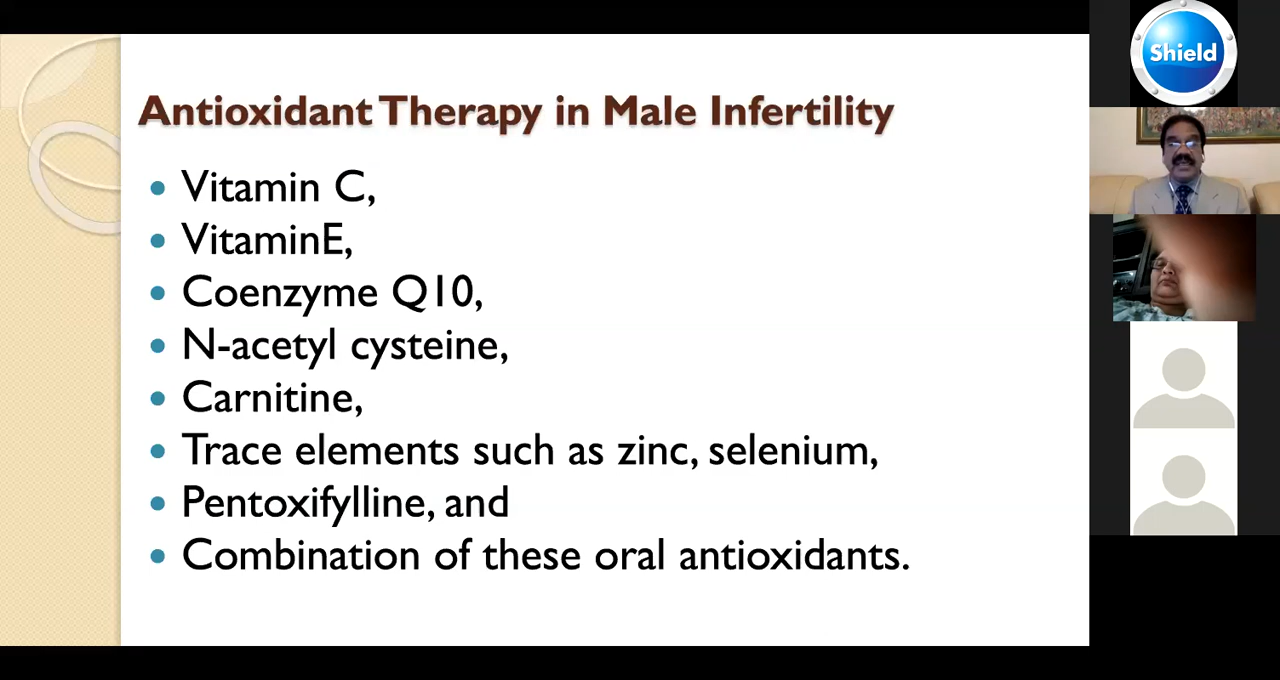 Antioxidant Therapy in Male Infertility
Vitamin C,
VitaminE,
Coenzyme Q10,
N-acetyl cysteine,
Carnitine,
Trace elements such as zinc, selenium,
Pentoxifylline, and
Combination of these oral antioxidants.
Shield